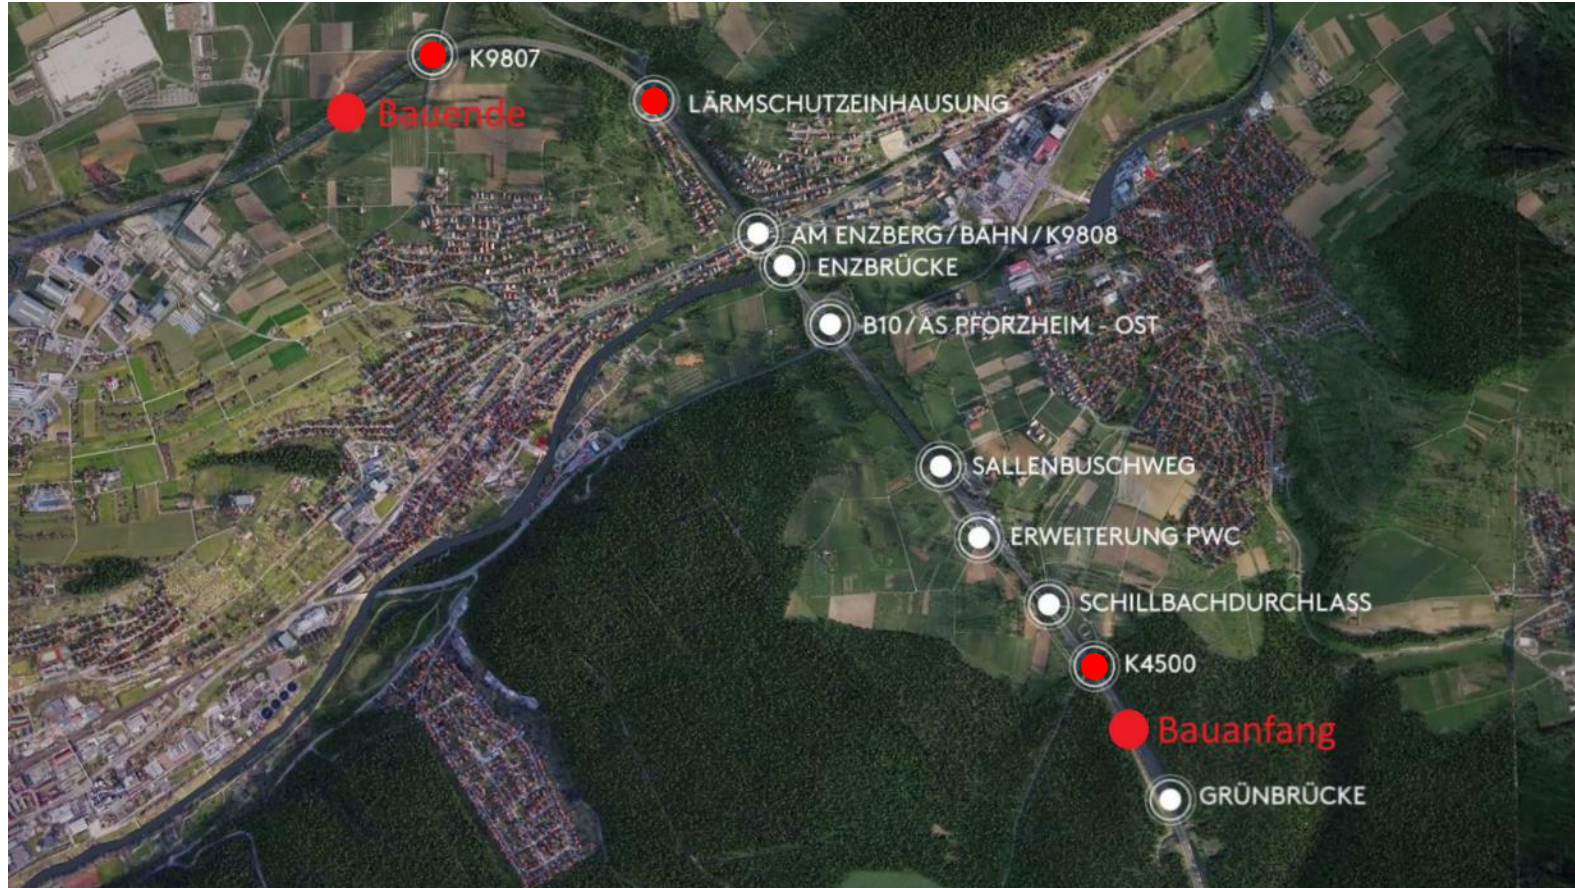 K9807
Bauende
LÄRMSCHUTZEINHAUSUNG
AM ENZBERG/BAHN/K9808
ENZBRÜCKE
B10/AS PFORZHEIM - OST
SALLENBUSCHWEG
ERWEITERUNG PWC
SCHILLBACHDURCHLASS
K4500
Bauanfang
GRÜNBRÜCKE